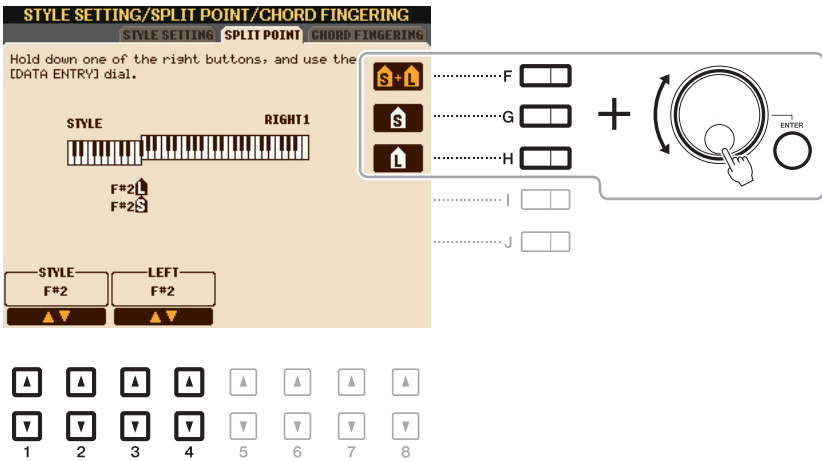 STYLE SETTING/SPLIT POINT/CHORD FINGERING
STYLE SETTING SPLIT POINT CHORD FINGERING
Hold down one of the right buttons, and use the
[DATA ENTRY] dial.
S+L F
STYLE RIGHT1 S G
ENTER
L H
F#2 L
F#2 S
I
J
STYLE LEFT
F#2 F#2
1 2 3 4 5 6 7 8